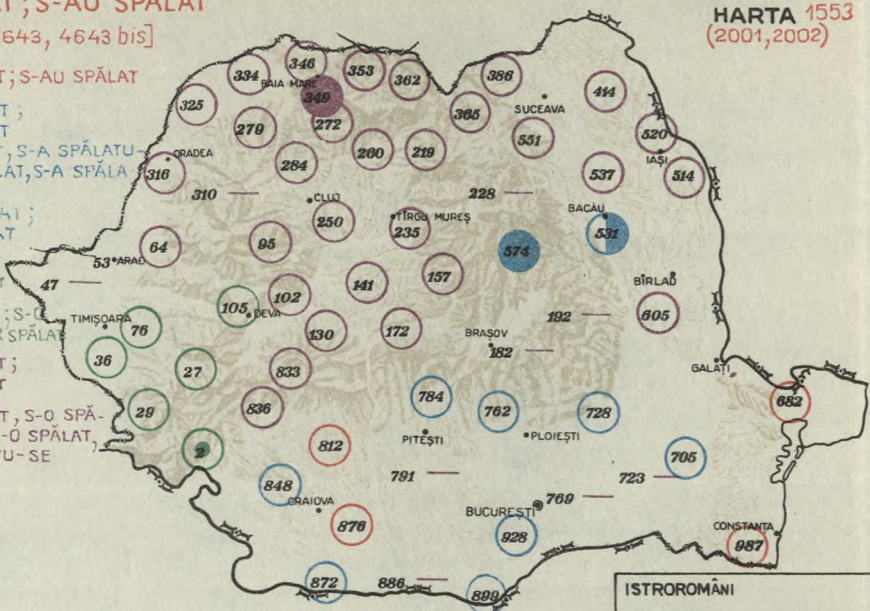 S-AU SPĂLAT
643, 4643 bis]
HARTA 1553
(2001,2002)
S-AU SPĂLAT
S-A SPĂLATU-
LAT, S-A SPĂLA
SPĂLAT
S-O SPĂ-
-O SPĂLAT,
TU-SE
346
334
353
362
386
BAIA MARE
349
325
365
SUCEAVA
414
279
272
551
520
IAȘI
260
219
ORADEA
316
284
537
514
310
228
CLUJ
250
TÎRGU MUREȘ
235
BACĂU
531
64
95
574
53
ARAD
47
141
157
BÎRLAD
102
105
DEVA
605
192
TIMIȘOARA
76
130
172
BRAȘOV
182
36
27
833
GALAȚI
784
762
728
682
29
836
PITEȘTI
PLOIEȘTI
2
812
705
791
723
848
CRAIOVA
769
BUCUREȘTI
876
928
CONSTANȚA
987
872
886
899
ISTROROMÂNI